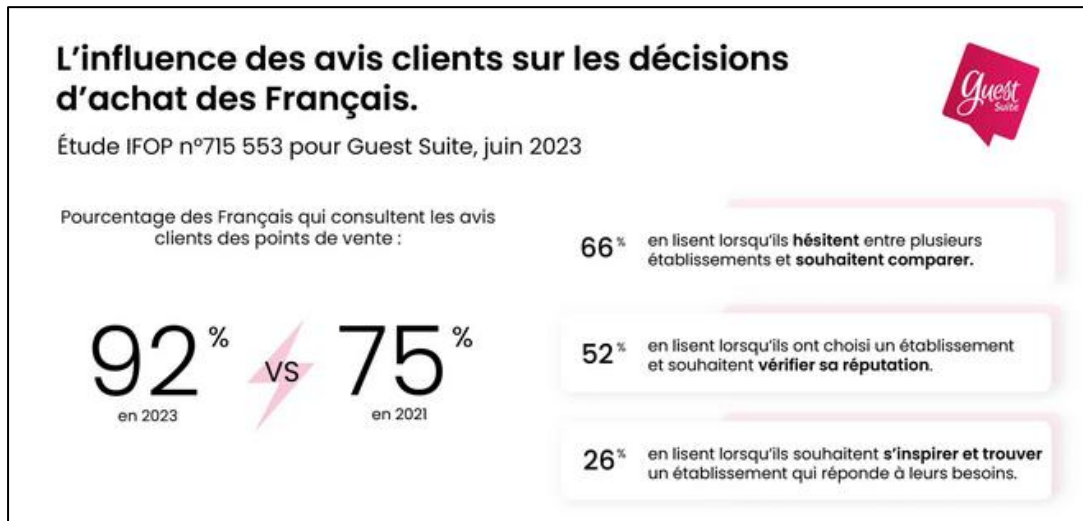 L'influence des avis clients sur les décisions
d'achat des Français.
guest
Suite
Étude IFOP n°715 553 pour Guest Suite, juin 2023
Pourcentage des Français qui consultent les avis
clients des points de vente :
92 %
en 2023
VS
75 %
en 2021
66 % en lisent lorsqu'ils hésitent entre plusieurs
établissements et souhaitent comparer.
52 % en lisent lorsqu'ils ont choisi un établissement
et souhaitent vérifier sa réputation.
26 % en lisent lorsqu'ils souhaitent s'inspirer et trouver
un établissement qui réponde à leurs besoins.